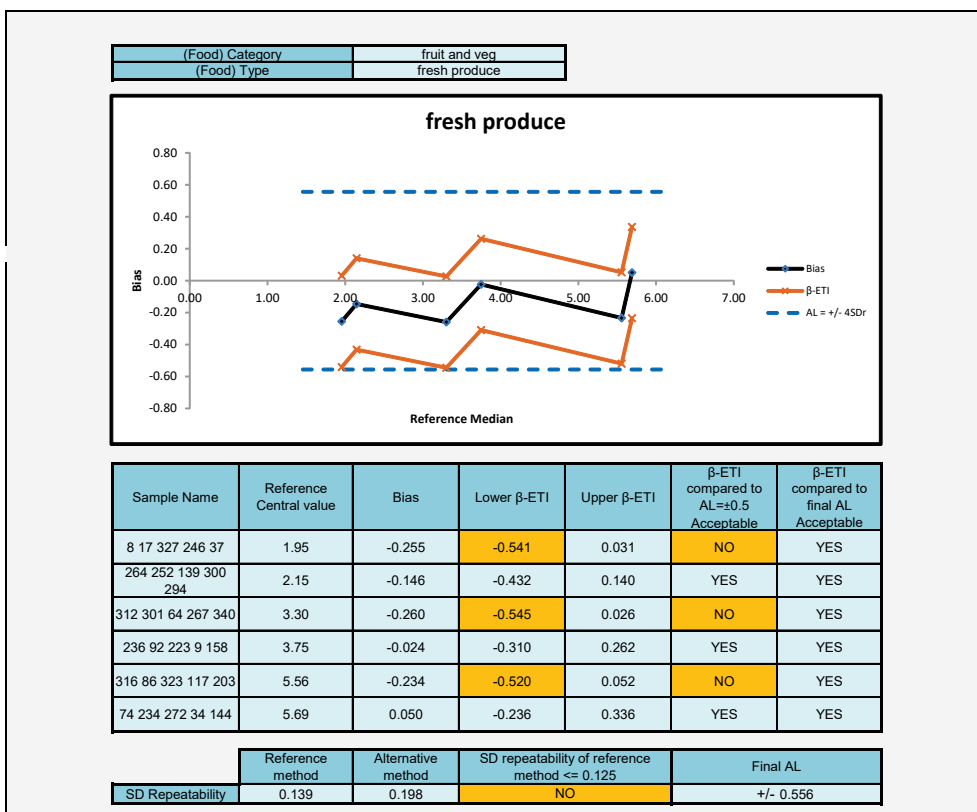 (Food) Category fruit and veg
(Food) Type fresh produce
fresh produce
0.80
0.60
0.40
0.20
0.00
-0.20
-0.40
-0.60
-0.80
0.00 1.00 2.00 3.00 4.00 5.00 6.00 7.00
Bias
Reference Median
Bias
β-ETI
AL = +/- 4SDr
Sample Name Reference Central value Bias Lower β-ETI Upper β-ETI β-ETI compared to AL=±0.5 Acceptable β-ETI compared to final AL Acceptable
8 17 327 246 37 1.95 -0.255 -0.541 0.031 NO YES
264 252 139 300 294 2.15 -0.146 -0.432 0.140 YES YES
312 301 64 267 340 3.30 -0.260 -0.545 0.026 NO YES
236 92 223 9 158 3.75 -0.024 -0.310 0.262 YES YES
316 86 323 117 203 5.56 -0.234 -0.520 0.052 NO YES
74 234 272 34 144 5.69 0.050 -0.236 0.336 YES YES
Reference method Alternative method SD repeatability of reference method <= 0.125 Final AL
SD Repeatability 0.139 0.198 NO +/- 0.556